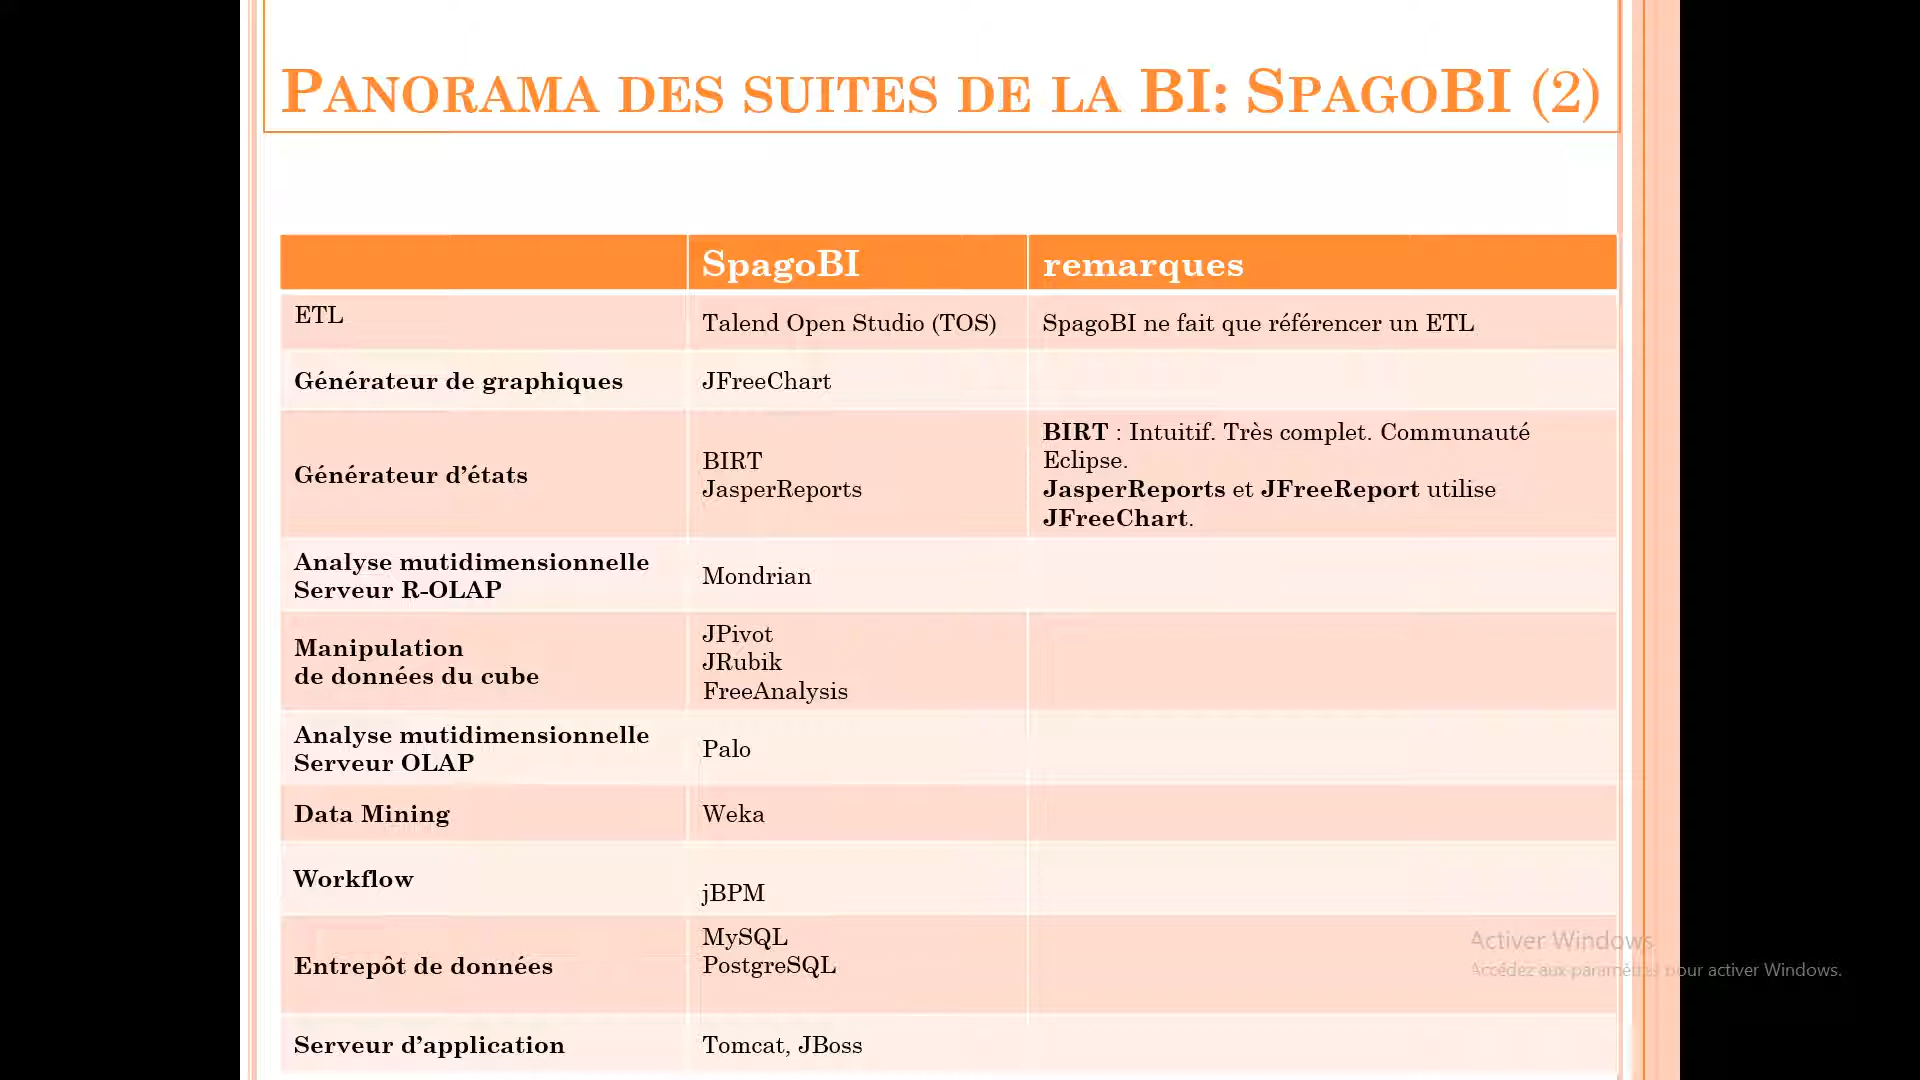 PANORAMA DES SUITES DE LA BI: SPAGOBI (2)
SpagoBI remarques
ETL
Talend Open Studio (TOS) SpagoBI ne fait que référencer un ETL
Générateur de graphiques JFreeChart
Générateur d'états
BIRT
JasperReports
BIRT : Intuitif. Très complet. Communauté
Eclipse.
JasperReports et JFreeReport utilise
JFreeChart.
Analyse mutidimensionnelle
Serveur R-OLAP
Mondrian
Manipulation
de données du cube
JPivot
JRubik
FreeAnalysis
Analyse mutidimensionnelle
Serveur OLAP
Palo
Data Mining Weka
Workflow
jBPM
Entrepôt de données
MySQL
PostgreSQL
Serveur d'application Tomcat, JBoss
Activer Windows
Accédez aux paramètres pour activer Windows.